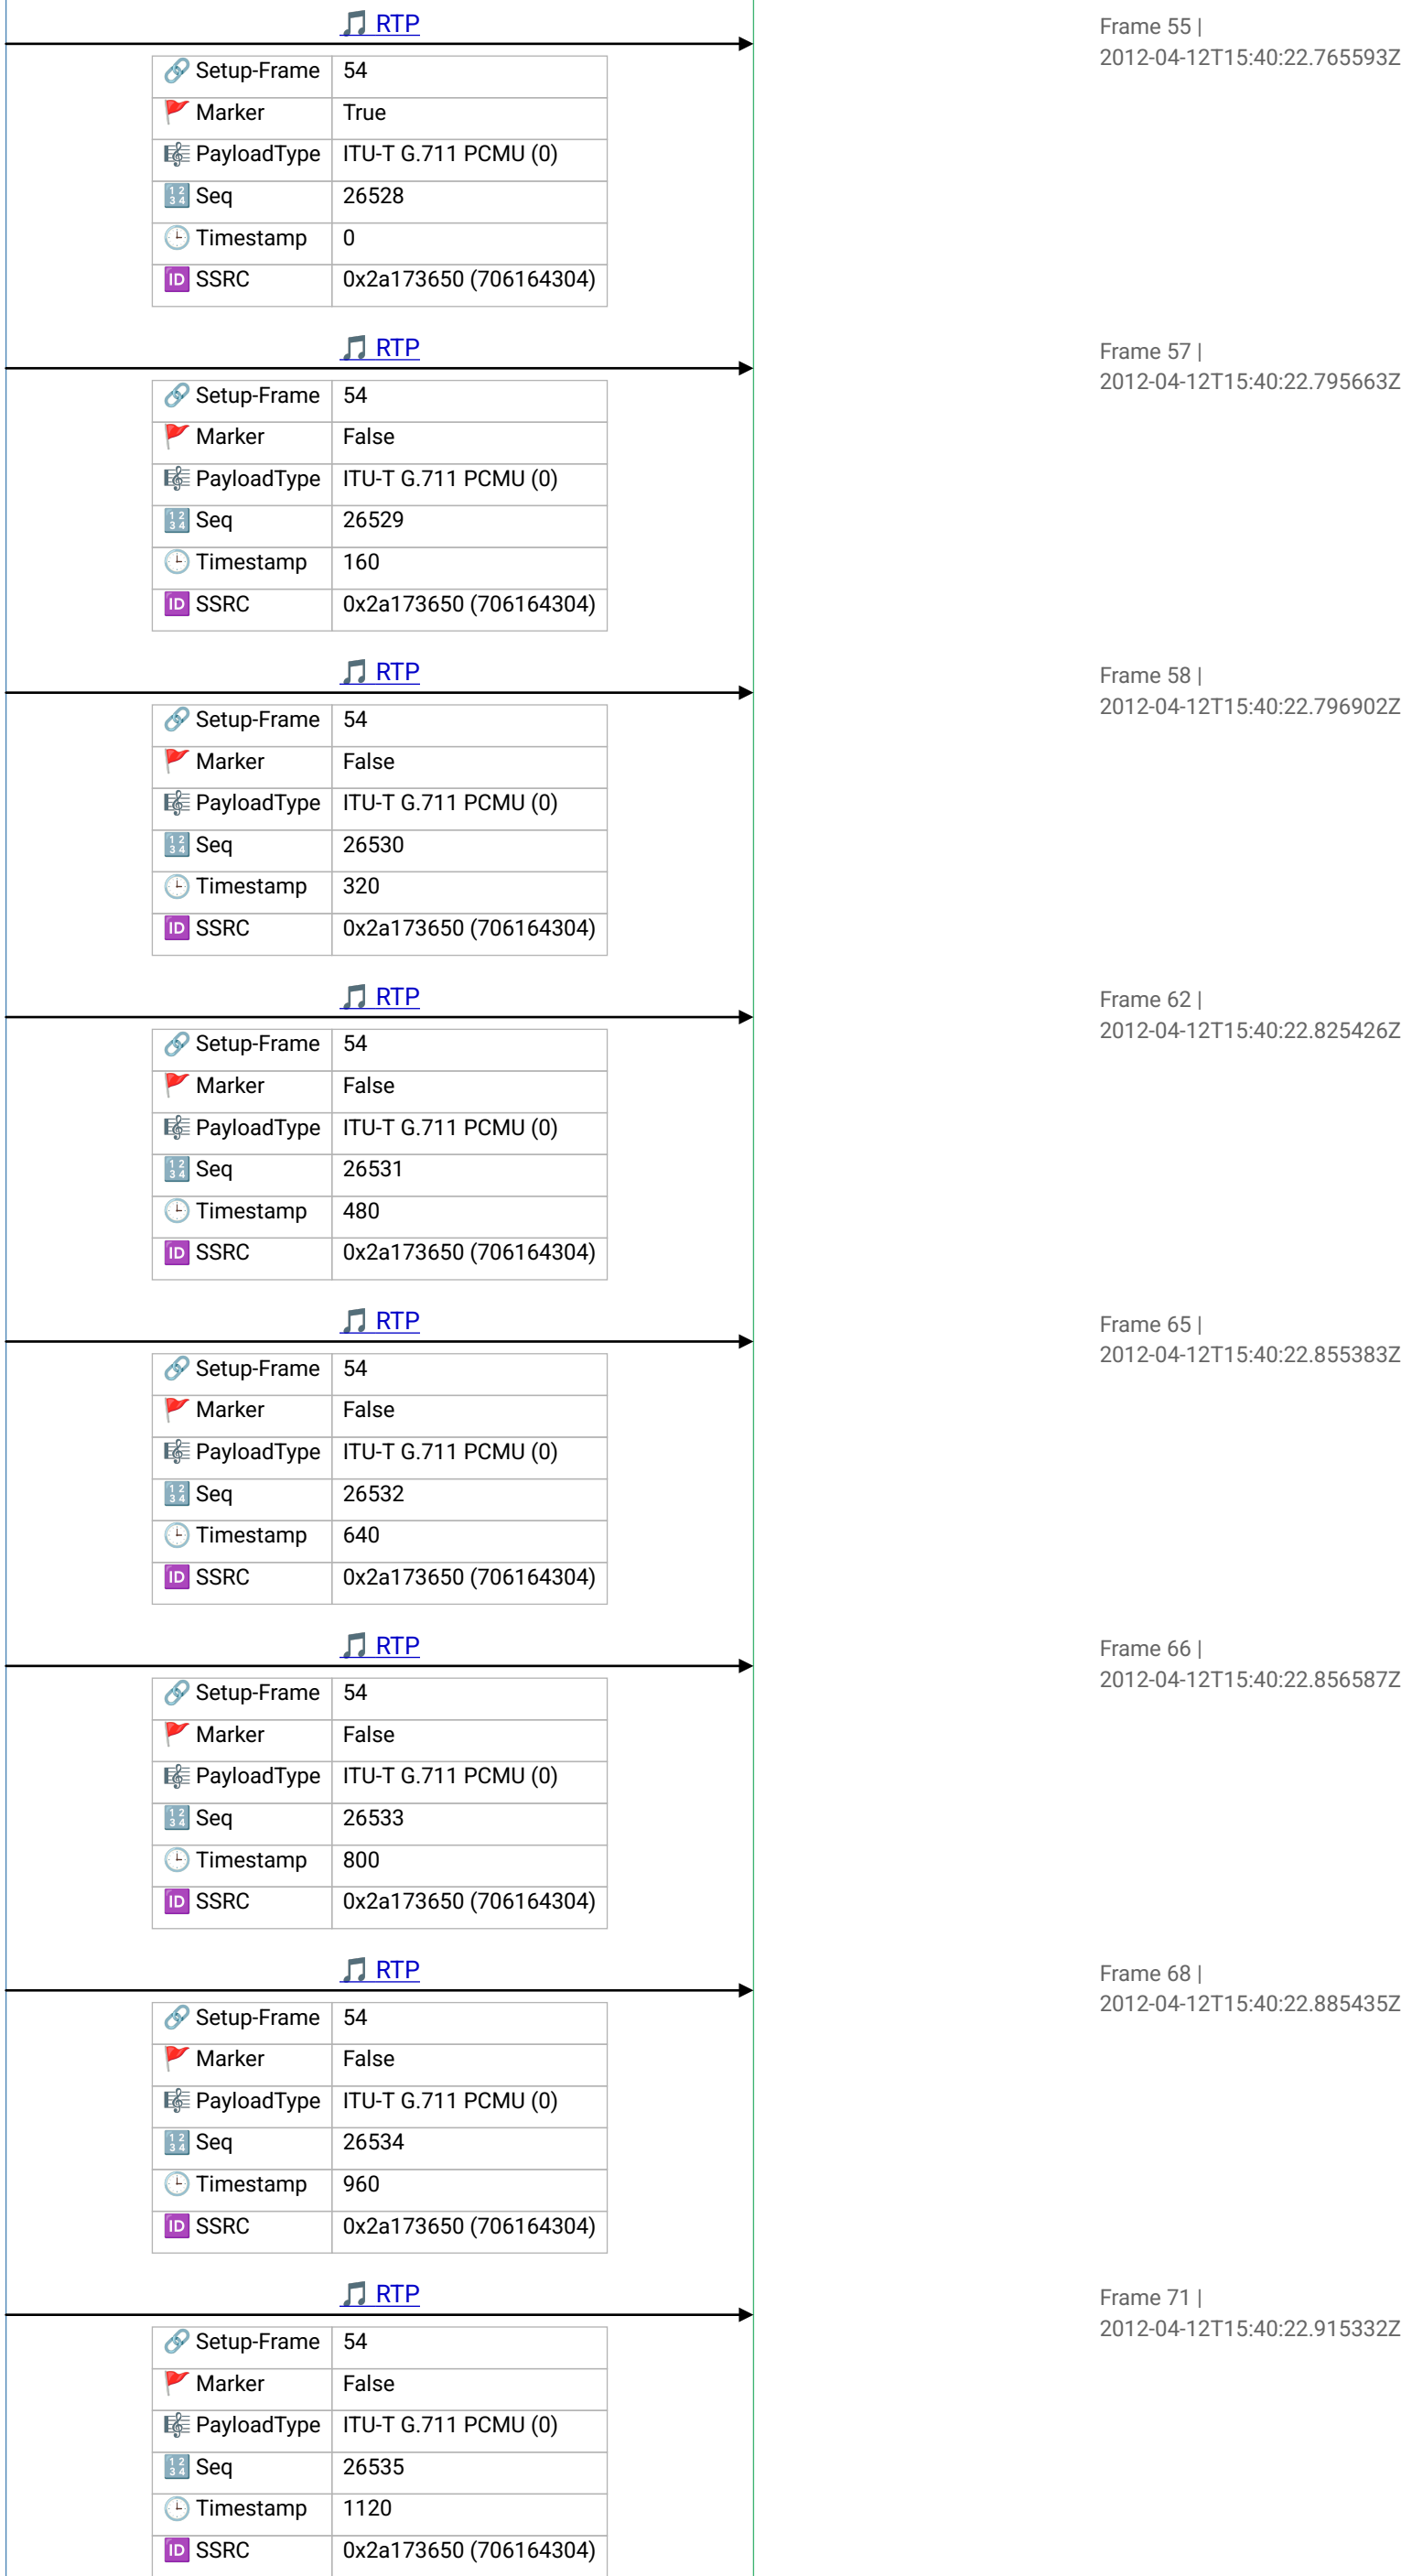 RTP
Frame 55 |
2012-04-12T15:40:22.765593Z
Setup-Frame 54
Marker True
PayloadType ITU-T G.711 PCMU (0)
Seq 26528
Timestamp 0
SSRC 0x2a173650 (706164304)
RTP
Frame 57 |
2012-04-12T15:40:22.795663Z
Setup-Frame 54
Marker False
PayloadType ITU-T G.711 PCMU (0)
Seq 26529
Timestamp 160
SSRC 0x2a173650 (706164304)
RTP
Frame 58 |
2012-04-12T15:40:22.796902Z
Setup-Frame 54
Marker False
PayloadType ITU-T G.711 PCMU (0)
Seq 26530
Timestamp 320
SSRC 0x2a173650 (706164304)
RTP
Frame 62 |
2012-04-12T15:40:22.825426Z
Setup-Frame 54
Marker False
PayloadType ITU-T G.711 PCMU (0)
Seq 26531
Timestamp 480
SSRC 0x2a173650 (706164304)
RTP
Frame 65 |
2012-04-12T15:40:22.855383Z
Setup-Frame 54
Marker False
PayloadType ITU-T G.711 PCMU (0)
Seq 26532
Timestamp 640
SSRC 0x2a173650 (706164304)
RTP
Frame 66 |
2012-04-12T15:40:22.856587Z
Setup-Frame 54
Marker False
PayloadType ITU-T G.711 PCMU (0)
Seq 26533
Timestamp 800
SSRC 0x2a173650 (706164304)
RTP
Frame 68 |
2012-04-12T15:40:22.885435Z
Setup-Frame 54
Marker False
PayloadType ITU-T G.711 PCMU (0)
Seq 26534
Timestamp 960
SSRC 0x2a173650 (706164304)
RTP
Frame 71 |
2012-04-12T15:40:22.915332Z
Setup-Frame 54
Marker False
PayloadType ITU-T G.711 PCMU (0)
Seq 26535
Timestamp 1120
SSRC 0x2a173650 (706164304)